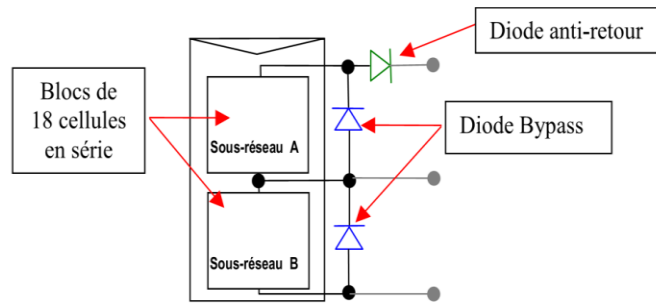 Diode anti-retour
Blocs de
18 cellules
en série
Sous-réseau A
Diode Bypass
Sous-réseau B